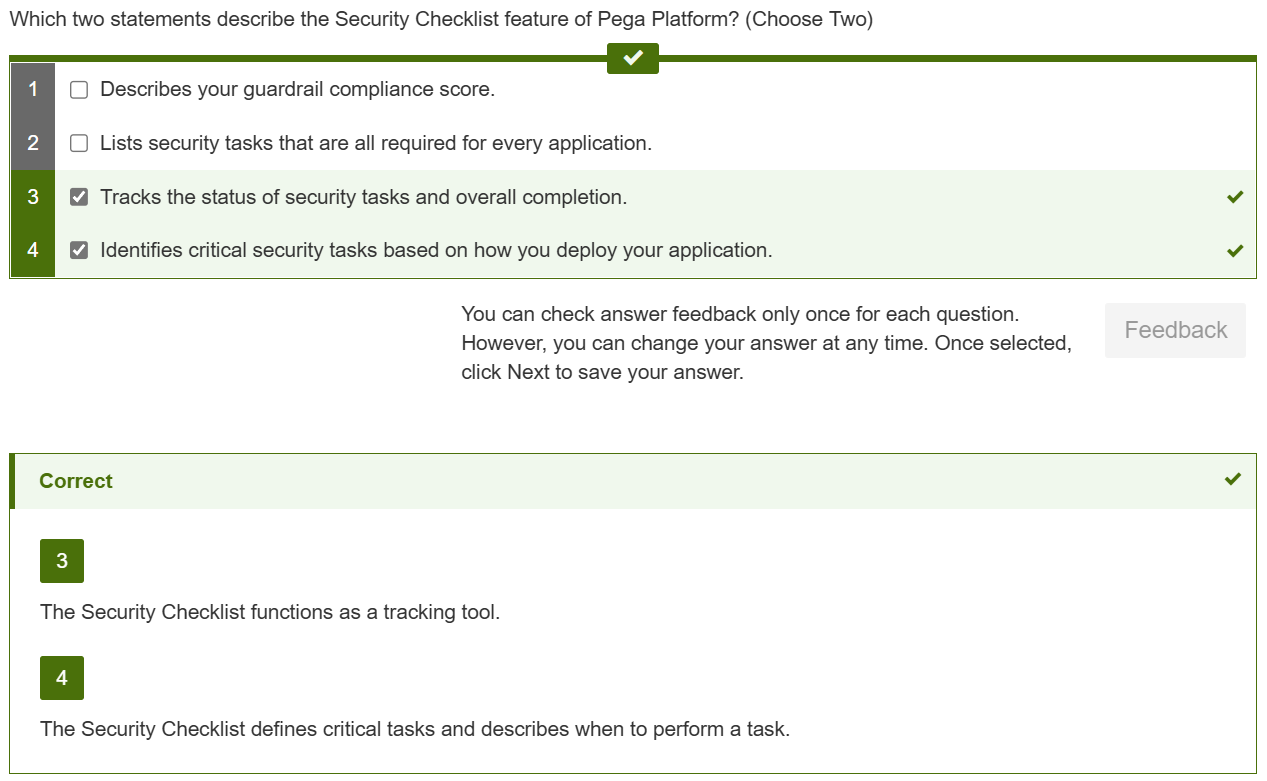 Which two statements describe the Security Checklist feature of Pega Platform? (Choose Two)
1 Describes your guardrail compliance score.
2 Lists security tasks that are all required for every application.
3 Tracks the status of security tasks and overall completion.
4 Identifies critical security tasks based on how you deploy your application.
You can check answer feedback only once for each question.
However, you can change your answer at any time. Once selected,
click Next to save your answer.
Feedback
Correct
3
The Security Checklist functions as a tracking tool.
4
The Security Checklist defines critical tasks and describes when to perform a task.